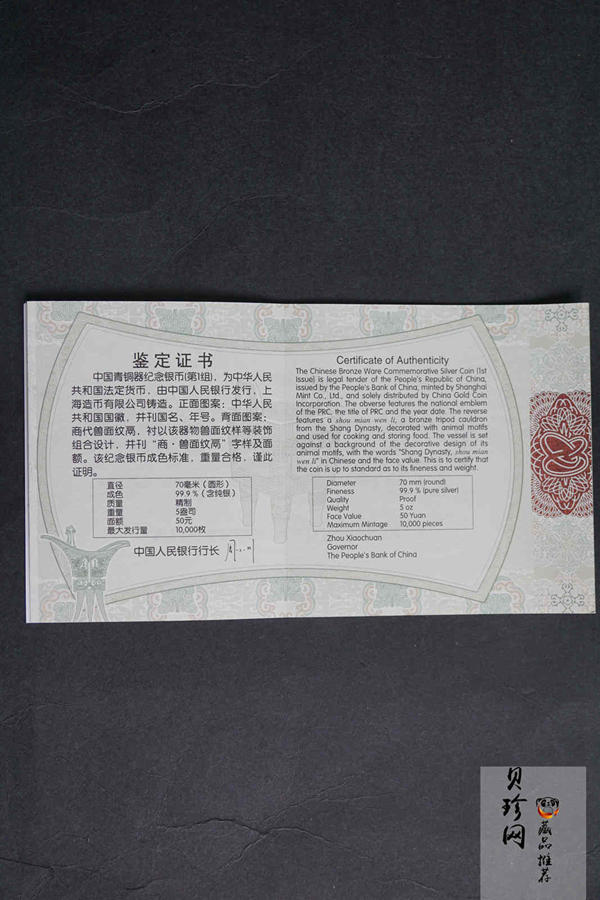 鉴定证书
中国青铜器纪念银币(第1组)，为中华人民
共和国法定货币，由中国人民银行发行，上
海造币有限公司铸造。正面图案：中华人民
共和国国徽，并刊国名、年号。背面图案：
商代兽面纹鬲，衬以该器物兽面纹样等装饰
组合设计，并刊“商·兽面纹鬲”字样及面
额。该纪念银币成色标准，重量合格，谨此
证明。
直径 70毫米（圆形）
成色 99.9％（含纯银）
质量 精制
重量 5盎司
面额 50元
最大发行量 10,000枚
中国人民银行行长
Certificate of Authenticity
The Chinese Bronze Ware Commemorative Silver Coin (1st
Issue) is legal tender of the People's Republic of China,
issued by the People's Bank of China, minted by Shanghai
Mint Co., Ltd., and solely distributed by China Gold Coin
Incorporation. The obverse features the national emblem
of the PRC, the title of PRC and the year date. The reverse
features a shou mian wen li, a bronze tripod cauldron
from the Shang Dynasty, decorated with animal motifs
and used for cooking and storing food. The vessel is set
against a background of the decorative design of its
animal motifs, with the words "Shang Dynasty, shou mian
wen li" in Chinese and the face value. This is to certify that
the coin is up to standard as to its fineness and weight.
Diameter 70 mm (round)
Fineness 99.9 % (pure silver)
Quality Proof
Weight 5 oz
Face Value 50 Yuan
Maximum Mintage 10,000 pieces
Zhou Xiaochuan
Governor
The People's Bank of China
贝珍网
藏品推荐